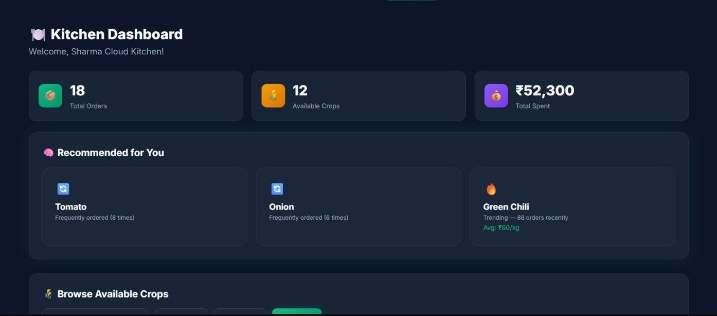 Kitchen Dashboard
Welcome, Sharma Cloud Kitchen!
18
Total Orders
12
Available Crops
₹52,300
Total Spent
Recommended for You
Tomato
Frequently ordered (8 times)
Onion
Frequently ordered (6 times)
Green Chili
Trending — 88 orders recently
Avg: ₹60/kg
Browse Available Crops